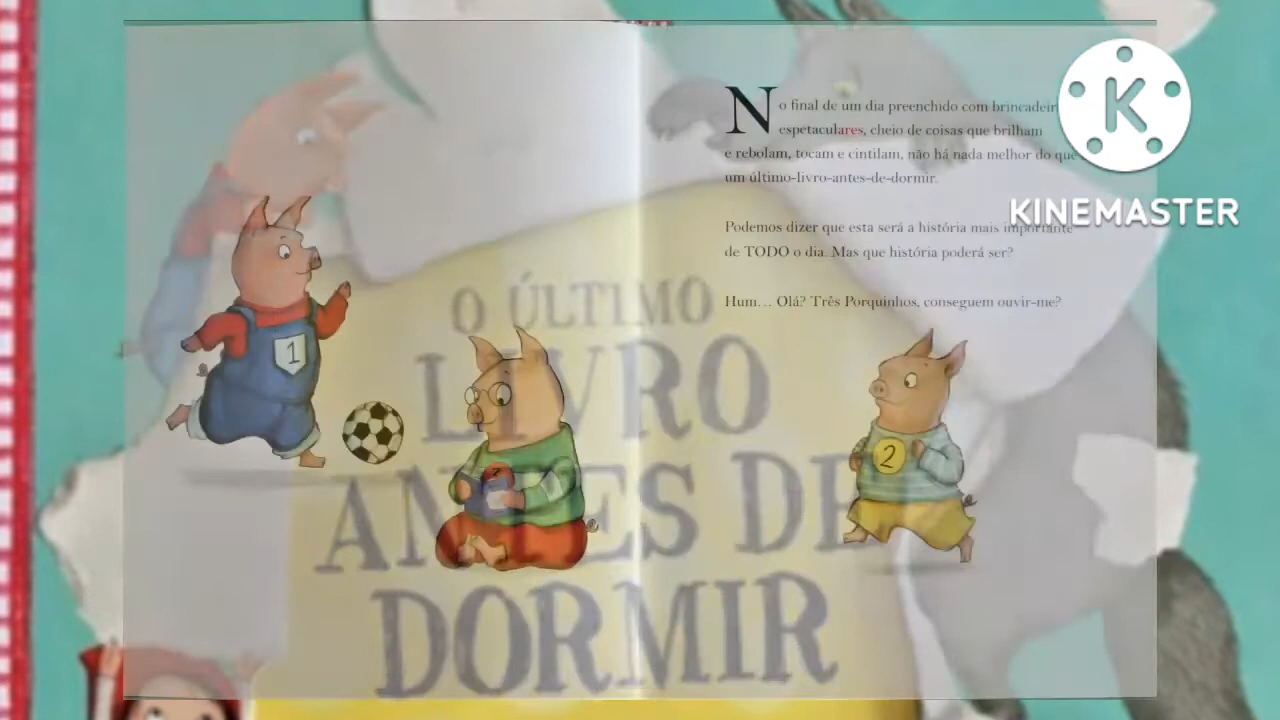 No final de um dia preenchido com
espetaculares, cheio de coisas que brilham
e rebolam, tocam e cintilam, não há nada melhor do que
um último-livro-antes-de-dormir.
Podemos dizer que esta será a história mais importante
de TODO o dia. Mas que história poderá ser?
Hum... Olá? Três Porquinhos, conseguem ouvir-me?
K
KINEMASTER
1
2
2
O ÚLTIMO
LIVRO
ANTES DE
DORMIR